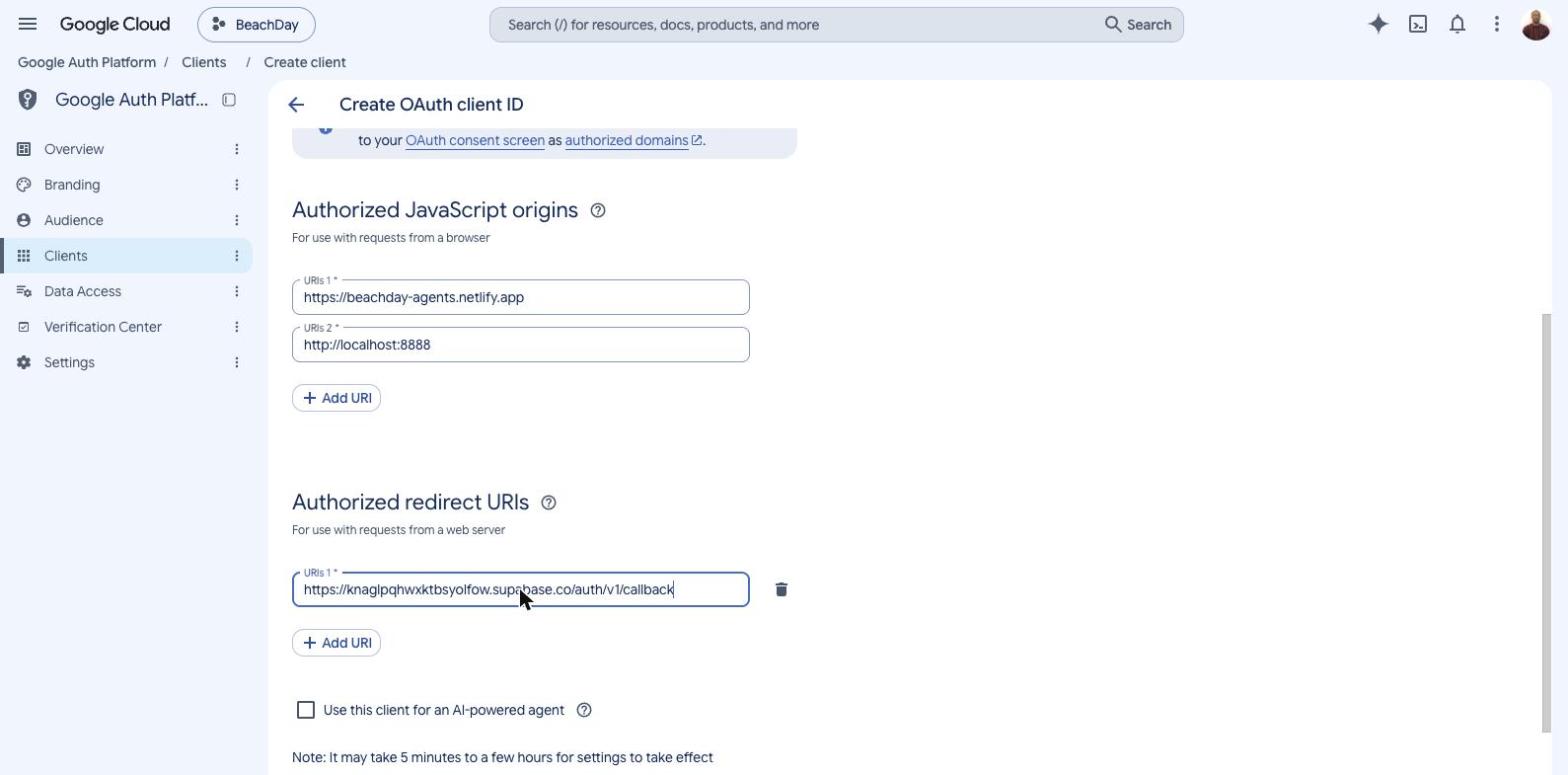 Google Cloud
BeachDay
Search (/) for resources, docs, products, and more
Search
Google Auth Platform / Clients / Create client
Google Auth Platf...
Overview
Branding
Audience
Clients
Data Access
Verification Center
Settings
Create OAuth client ID
to your OAuth consent screen as authorized domains.
Authorized JavaScript origins
For use with requests from a browser
URIs 1 *
https://beachday-agents.netlify.app
URIs 2 *
http://localhost:8888
+ Add URI
Authorized redirect URIs
For use with requests from a web server
URIs 1 *
https://knaglpqhwxktbsyolfow.supabase.co/auth/v1/callback
+ Add URI
Use this client for an AI-powered agent
Note: It may take 5 minutes to a few hours for settings to take effect